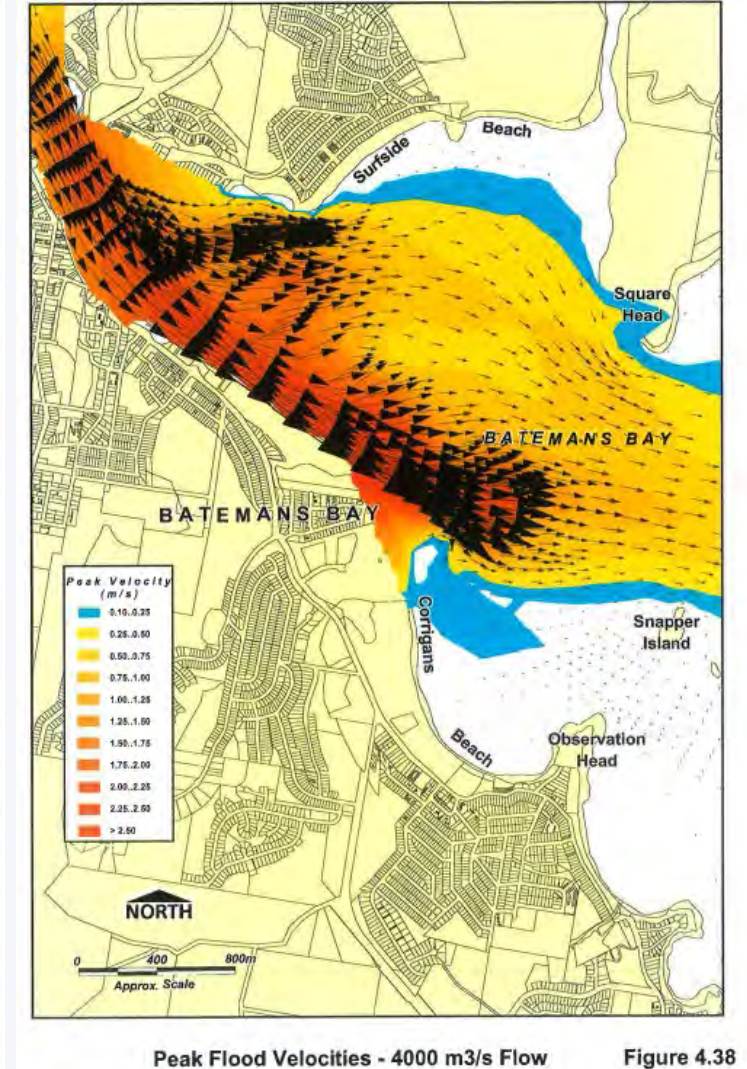 Beach
Surfside
Square
Head
BATEMANS BAY
BATEMANS BAY
Peak Velocity
(m/s)
0.10..0.25
0.25..0.50
0.50..0.75
0.75..1.00
1.00..1.25
1.25..1.50
1.50..1.75
1.75..2.00
2.00..2.25
2.25..2.50
> 2.50
Corrigans
Beach
Snapper
Island
Observation
Head
NORTH
0 400 800m
Approx. Scale
Peak Flood Velocities - 4000 m3/s Flow Figure 4.38